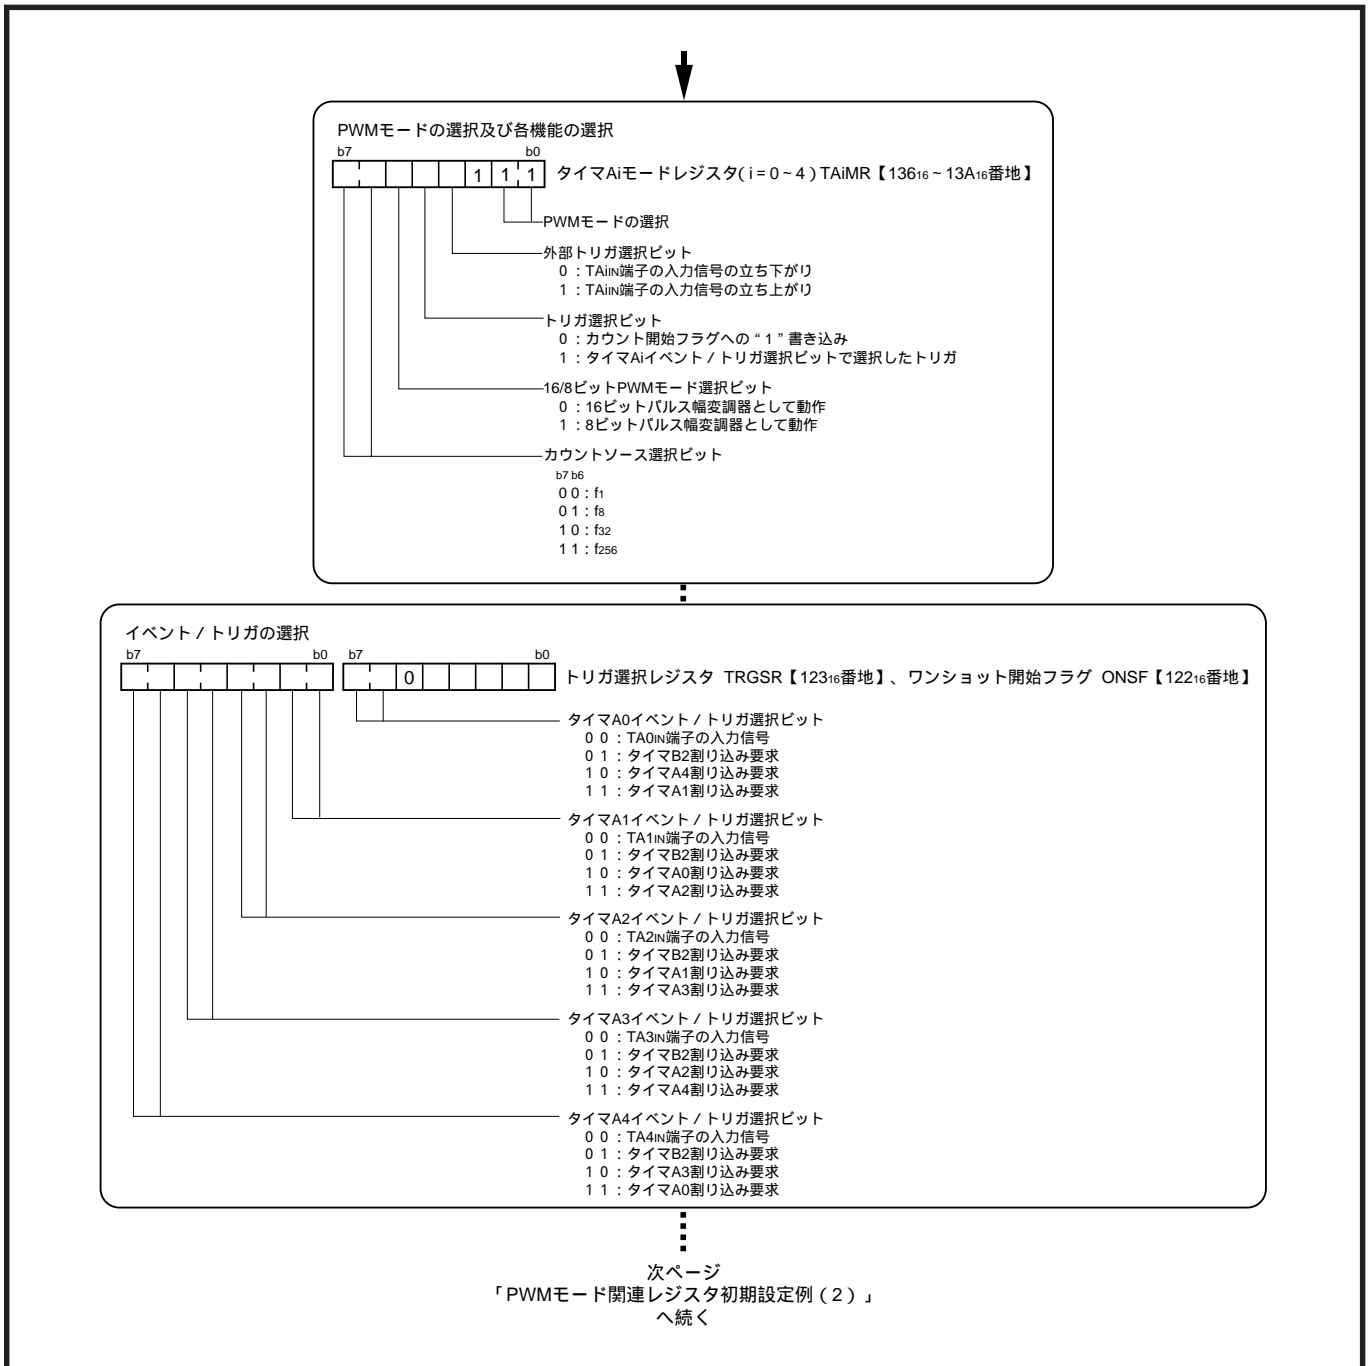 PWMモードの選択及び各機能の選択
b7 b0
1 1 1 タイマAiモードレジスタ(i=0~4)TAiMR【13616~13A16番地】
PWMモードの選択
外部トリガ選択ビット
0:TAiIN端子の入力信号の立ち下がり
1:TAiIN端子の入力信号の立ち上がり
トリガ選択ビット
0:カウント開始フラグへの“1”書き込み
1:タイマAiイベント/トリガ選択ビットで選択したトリガ
16/8ビットPWMモード選択ビット
0:16ビットパルス幅変調器として動作
1:8ビットパルス幅変調器として動作
カウントソース選択ビット
b7 b6
0 0:f1
0 1:f8
1 0:f32
1 1:f256
イベント/トリガの選択
b7 b0 b7 b0
0 トリガ選択レジスタ TRGSR【12316番地】、ワンショット開始フラグ ONSF【12216番地】
タイマA0イベント/トリガ選択ビット
0 0:TA0IN端子の入力信号
0 1:タイマB2割り込み要求
1 0:タイマA4割り込み要求
1 1:タイマA1割り込み要求
タイマA1イベント/トリガ選択ビット
0 0:TA1IN端子の入力信号
0 1:タイマB2割り込み要求
1 0:タイマA0割り込み要求
1 1:タイマA2割り込み要求
タイマA2イベント/トリガ選択ビット
0 0:TA2IN端子の入力信号
0 1:タイマB2割り込み要求
1 0:タイマA1割り込み要求
1 1:タイマA3割り込み要求
タイマA3イベント/トリガ選択ビット
0 0:TA3IN端子の入力信号
0 1:タイマB2割り込み要求
1 0:タイマA2割り込み要求
1 1:タイマA4割り込み要求
タイマA4イベント/トリガ選択ビット
0 0:TA4IN端子の入力信号
0 1:タイマB2割り込み要求
1 0:タイマA3割り込み要求
1 1:タイマA0割り込み要求
次ページ
「PWMモード関連レジスタ初期設定例(2)」
へ続く